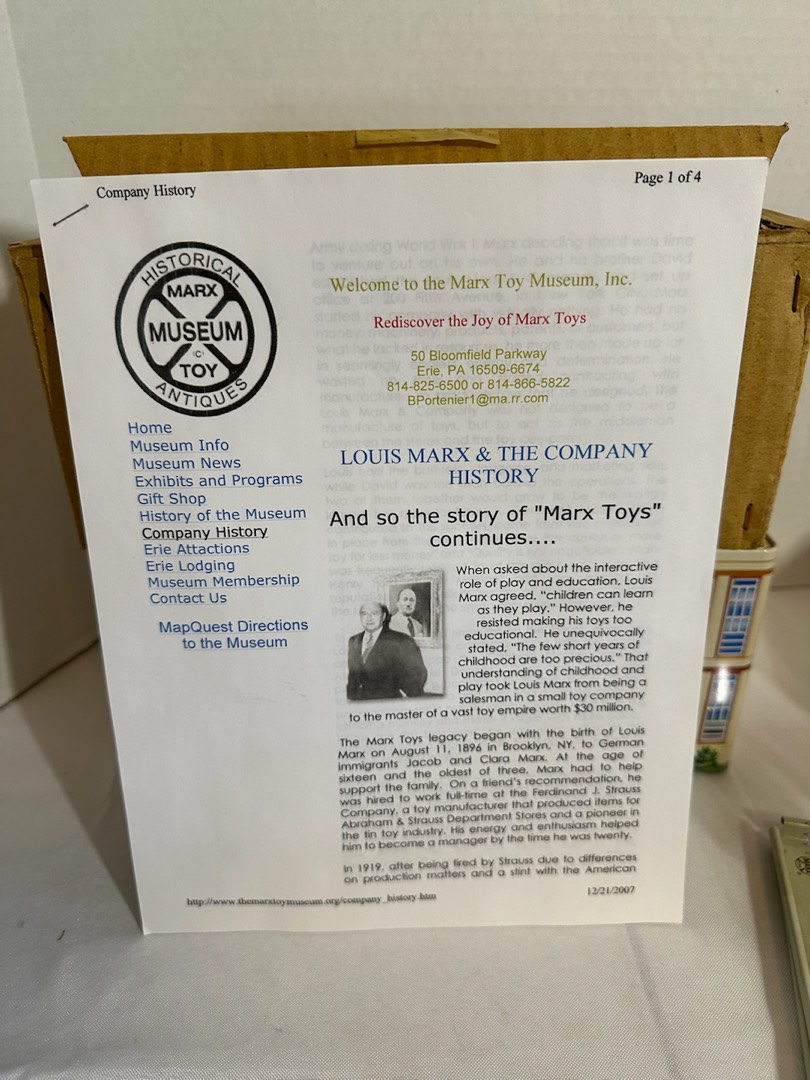 Company History
Page 1 of 4
HISTORICAL
MARX
MUSEUM
(C)
TOY
ANTIQUES
Home
Museum Info
Museum News
Exhibits and Programs
Gift Shop
History of the Museum
Company History
Erie Attactions
Erie Lodging
Museum Membership
Contact Us
MapQuest Directions
to the Museum
Welcome to the Marx Toy Museum, Inc.
Rediscover the Joy of Marx Toys
50 Bloomfield Parkway
Erie, PA 16509-6674
814-825-6500 or 814-866-5822
BPortenier1@ma.rr.com
LOUIS MARX & THE COMPANY
HISTORY
And so the story of "Marx Toys"
continues....
When asked about the interactive
role of play and education, Louis
Marx agreed, "children can learn
as they play." However, he
resisted making his toys too
educational. He unequivocally
stated, "The few short years of
childhood are too precious." That
understanding of childhood and
play took Louis Marx from being a
salesman in a small toy company
to the master of a vast toy empire worth $30 million.
The Marx Toys legacy began with the birth of Louis
Marx on August 11, 1896 in Brooklyn, NY, to German
immigrants Jacob and Clara Marx. At the age of
sixteen and the oldest of three, Marx had to help
support the family. On a friend's recommendation, he
was hired to work full-time at the Ferdinand J. Strauss
Company, a toy manufacturer that produced items for
Abraham & Strauss Department Stores and a pioneer in
the tin toy industry. His energy and enthusiasm helped
him to become a manager by the time he was twenty.
In 1919, after being fired by Strauss due to differences
on production matters and a stint with the American
http://www.themarxtoymuseum.org/company_history.htm
12/21/2007